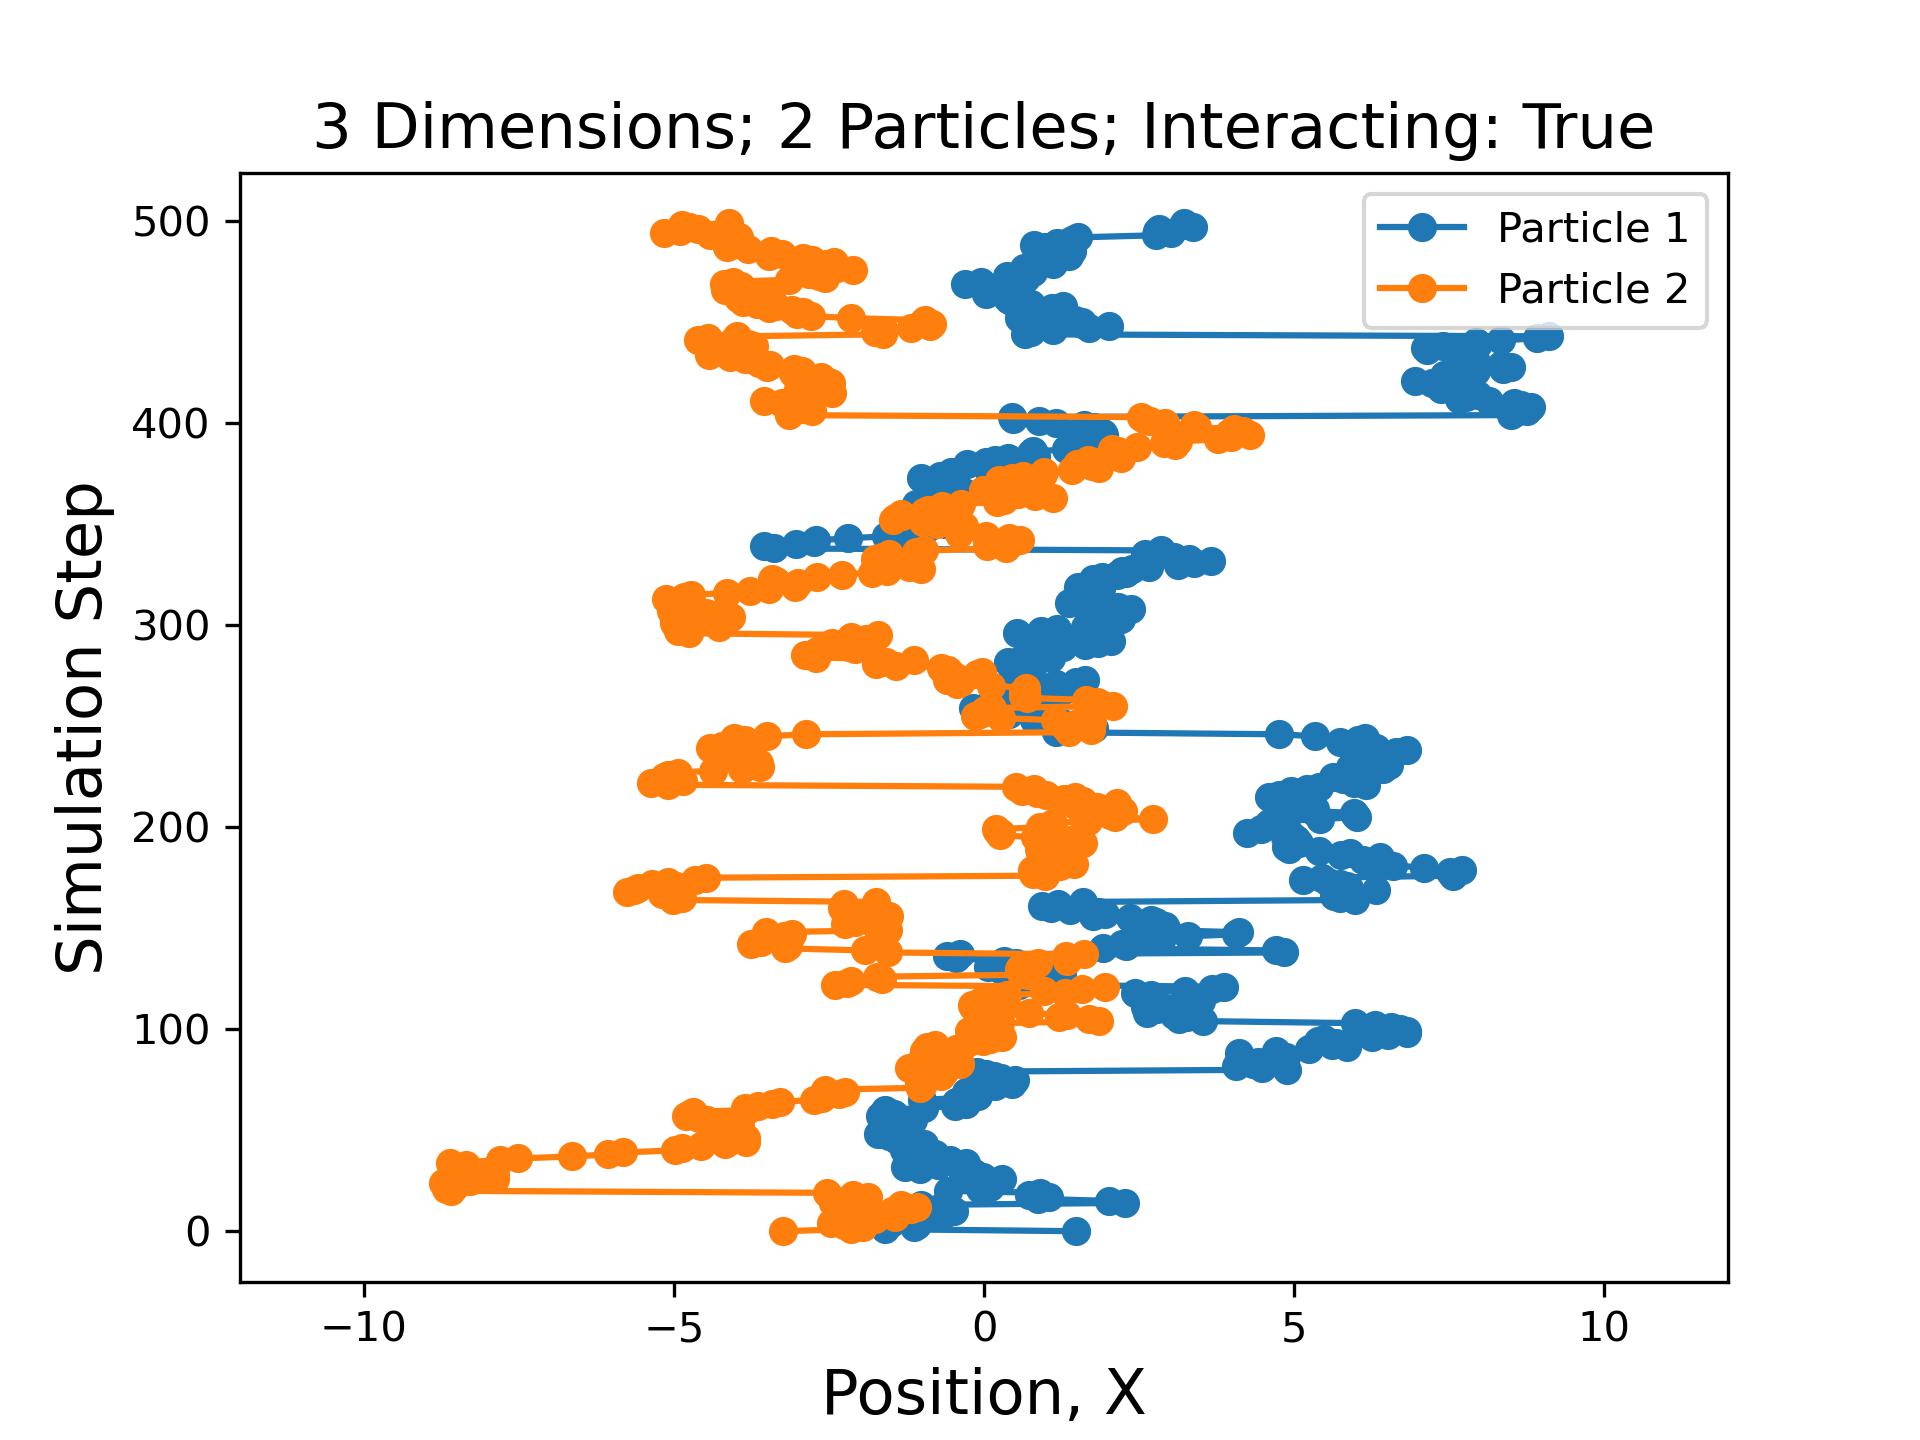 3 Dimensions; 2 Particles; Interacting: True
Particle 1
Particle 2
500
400
300
200
100
0
Simulation Step
−10
−5
0
5
10
Position, X